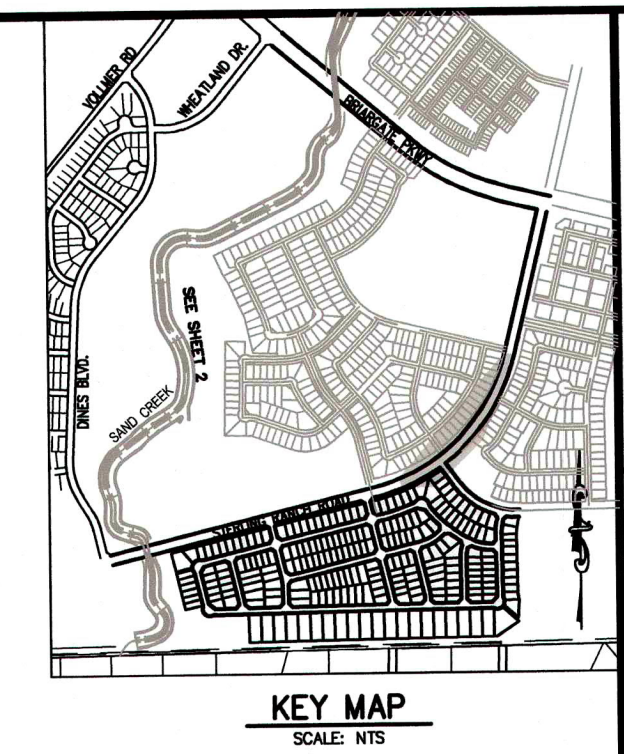 VOLLMER RD
WHEATLAND DR.
BRIARGATE PKWY
SEE SHEET 2
DINES BLVD.
SAND CREEK
STERLING RANCH ROAD
KEY MAP
SCALE: NTS